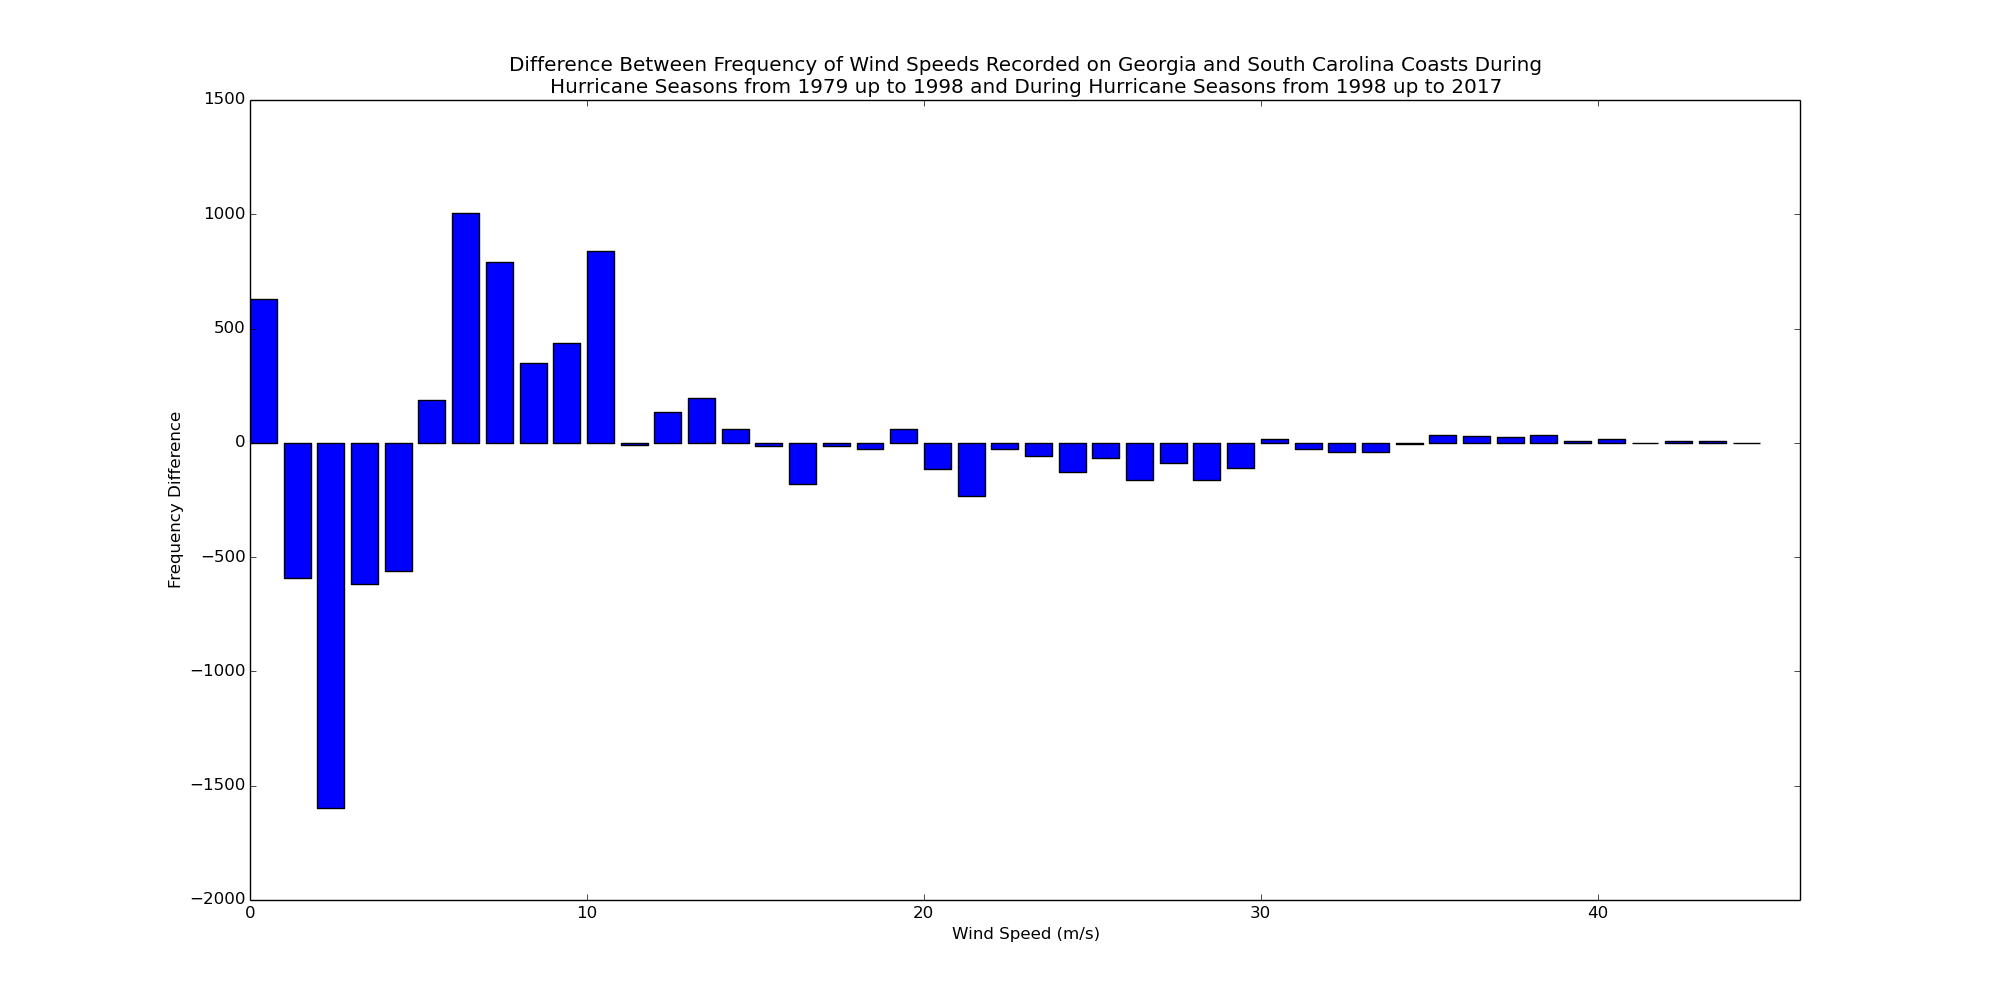 Difference Between Frequency of Wind Speeds Recorded on Georgia and South Carolina Coasts During
Hurricane Seasons from 1979 up to 1998 and During Hurricane Seasons from 1998 up to 2017
1500
1000
500
0
−500
−1000
−1500
−2000
Frequency Difference
0 10 20 30 40
Wind Speed (m/s)